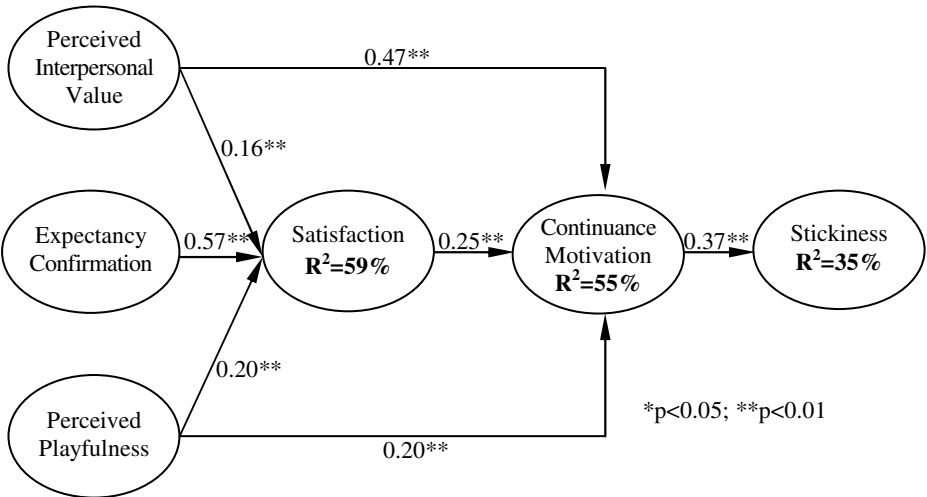 Perceived
Interpersonal
Value
0.47**
0.16**
Expectancy
Confirmation
0.57**
Satisfaction
R²=59%
0.25**
Continuance
Motivation
R²=55%
0.37**
Stickiness
R²=35%
0.20**
Perceived
Playfulness
0.20**
*p<0.05; **p<0.01